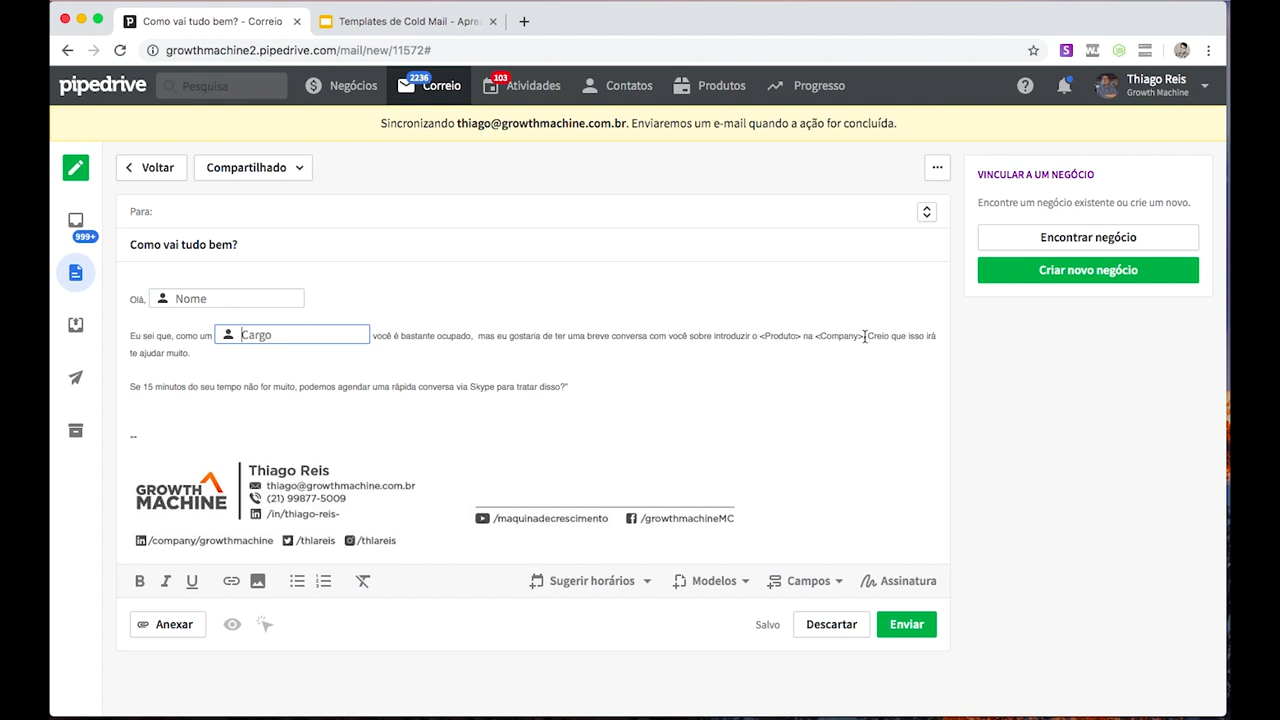 Como vai tudo bem? - Correio
Templates de Cold Mail - Apres
growthmachine2.pipedrive.com/mail/new/11572#
pipedrive
Pesquisa
Negócios
2236
Correio
103
Atividades
Contatos
Produtos
Progresso
Thiago Reis
Growth Machine
Sincronizando thiago@growthmachine.com.br. Enviaremos um e-mail quando a ação for concluída.
Voltar
Compartilhado
999+
Para:
Como vai tudo bem?
Olá, Nome
Eu sei que, como um Cargo você é bastante ocupado, mas eu gostaria de ter uma breve conversa com você sobre introduzir o <Produto> na <Company> Creio que isso irá
te ajudar muito.
Se 15 minutos do seu tempo não for muito, podemos agendar uma rápida conversa via Skype para tratar disso?"
--
GROWTH
MACHINE
Thiago Reis
thiago@growthmachine.com.br
(21) 99877-5009
/in/thiago-reis-
/maquinadecrescimento
/growthmachineMC
/company/growthmachine
/thlareis
/thlareis
B I U
Sugerir horários
Modelos
Campos
Assinatura
Anexar
Salvo
Descartar
Enviar
VINCULAR A UM NEGÓCIO
Encontre um negócio existente ou crie um novo.
Encontrar negócio
Criar novo negócio